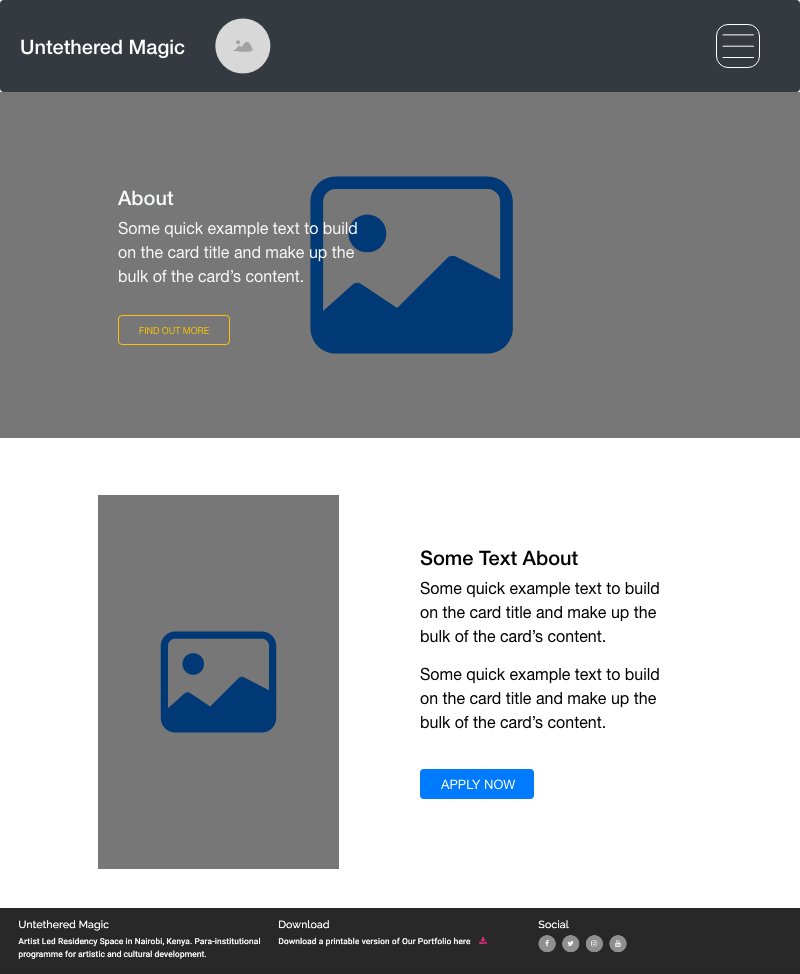 Untethered Magic
About
Some quick example text to build
on the card title and make up the
bulk of the card’s content.
FIND OUT MORE
Some Text About
Some quick example text to build
on the card title and make up the
bulk of the card’s content.
Some quick example text to build
on the card title and make up the
bulk of the card’s content.
APPLY NOW
Untethered Magic
Artist Led Residency Space in Nairobi, Kenya. Para-institutional
programme for artistic and cultural development.
Download
Download a printable version of Our Portfolio here
Social